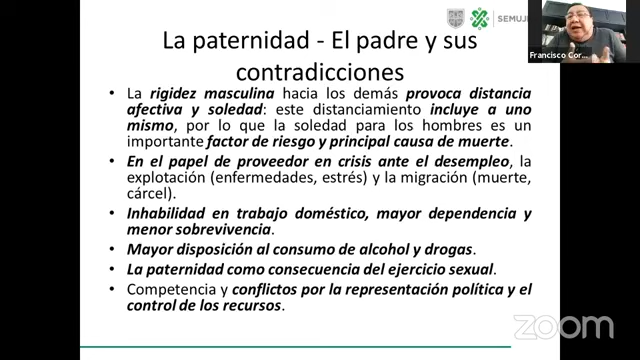 SEMUJE
La paternidad - El padre y sus
contradicciones
• La rigidez masculina hacia los demás provoca distancia
afectiva y soledad: este distanciamiento incluye a uno
mismo, por lo que la soledad para los hombres es un
importante factor de riesgo y principal causa de muerte.
• En el papel de proveedor en crisis ante el desempleo, la
explotación (enfermedades, estrés) y la migración (muerte,
cárcel).
• Inhabilidad en trabajo doméstico, mayor dependencia y
menor sobrevivencia.
• Mayor disposición al consumo de alcohol y drogas.
• La paternidad como consecuencia del ejercicio sexual.
• Competencia y conflictos por la representación política y el
control de los recursos.
Francisco Cor...
zoom